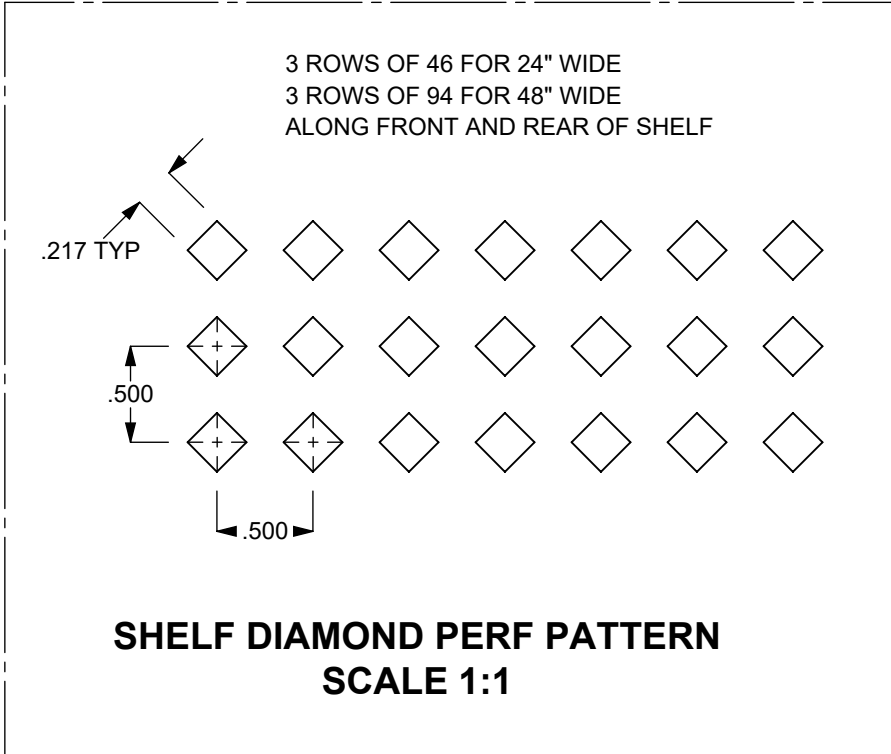 3 ROWS OF 46 FOR 24" WIDE
3 ROWS OF 94 FOR 48" WIDE
ALONG FRONT AND REAR OF SHELF
.217 TYP
.500
.500
SHELF DIAMOND PERF PATTERN
SCALE 1:1